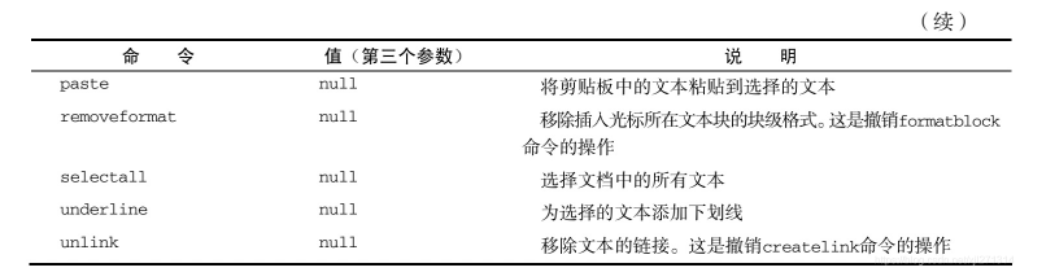 （续）
命 令 值（第三个参数） 说 明
paste null 将剪贴板中的文本粘贴到选择的文本
removeformat null 移除插入光标所在文本块的块级格式。这是撤销formatblock
命令的操作
selectall null 选择文档中的所有文本
underline null 为选择的文本添加下划线
unlink null 移除文本的链接。这是撤销createlink命令的操作